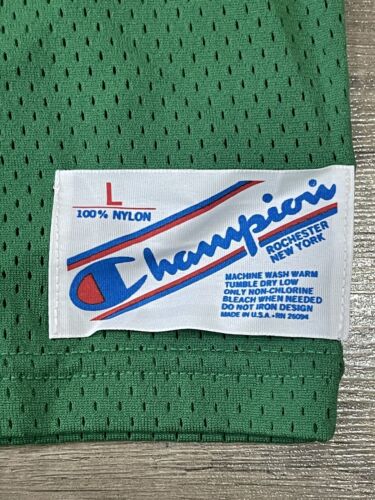 L
100% NYLON
Champion
ROCHESTER
NEW YORK
MACHINE WASH WARM
TUMBLE DRY LOW
ONLY NON-CHLORINE
BLEACH WHEN NEEDED
DO NOT IRON DESIGN
MADE IN U.S.A. • RN 26094